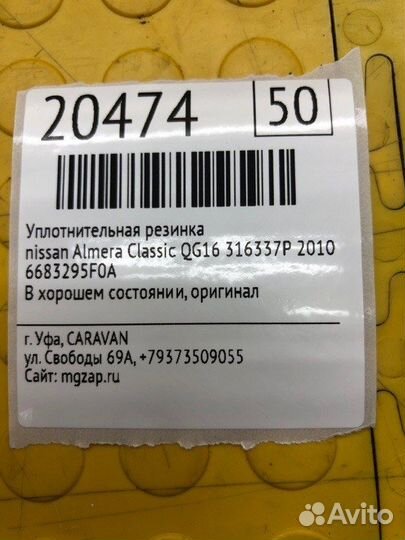 20474 50
Уплотнительная резинка
nissan Almera Classic QG16 316337P 2010
6683295F0A
В хорошем состоянии, оригинал
г. Уфа, CARAVAN
ул. Свободы 69А, +79373509055
Сайт: mgzap.ru
Avito